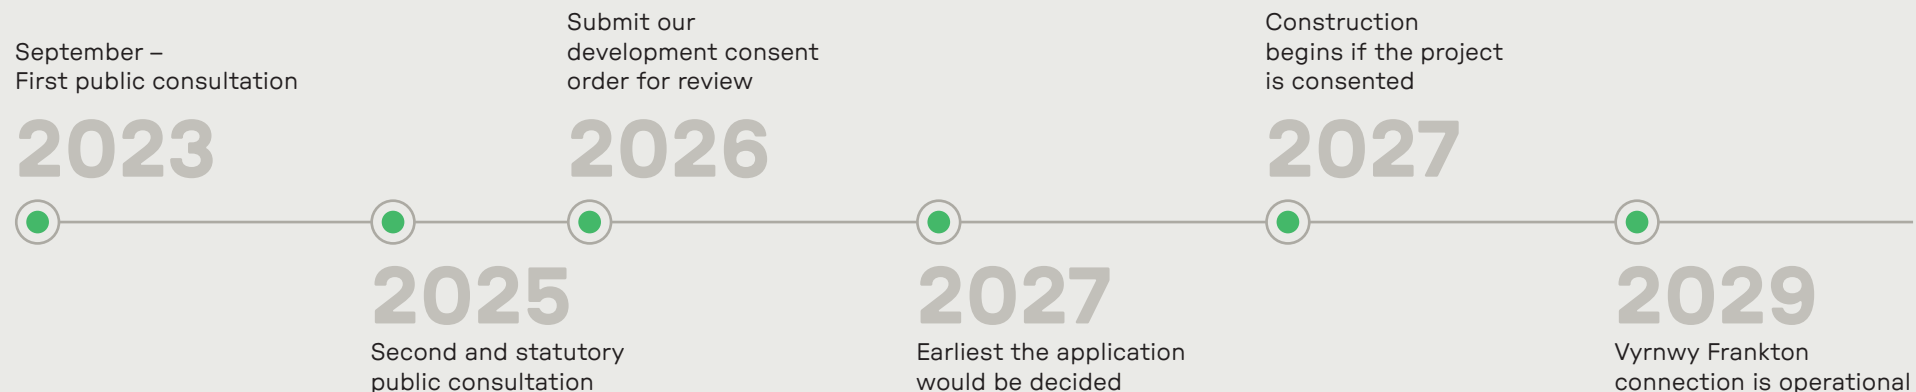 September –
First public consultation
2023
2025
Second and statutory
public consultation
Submit our
development consent
order for review
2026
2027
Earliest the application
would be decided
Construction
begins if the project
is consented
2027
2029
Vyrnwy Frankton
connection is operational